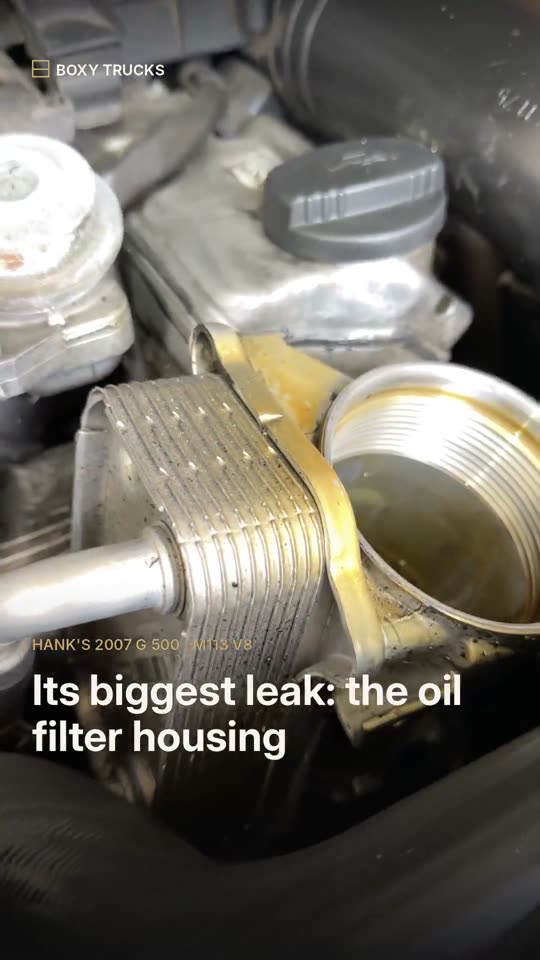 BOXY TRUCKS
HANK'S 2007 G 500 · M113 V8
Its biggest leak: the oil
filter housing